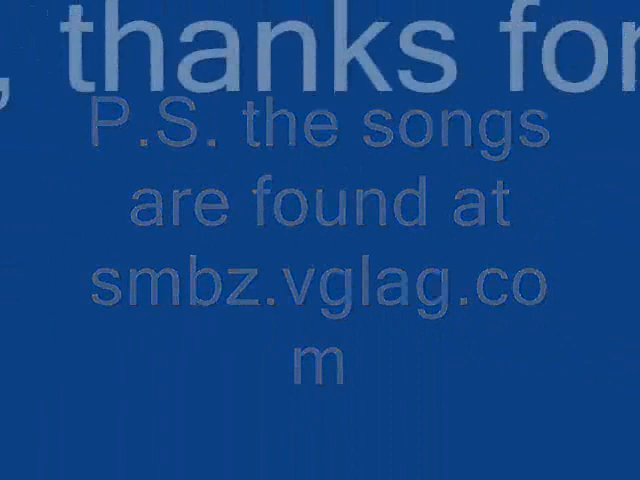 , thanks for
P.S. the songs
are found at
smbz.vglag.co
m